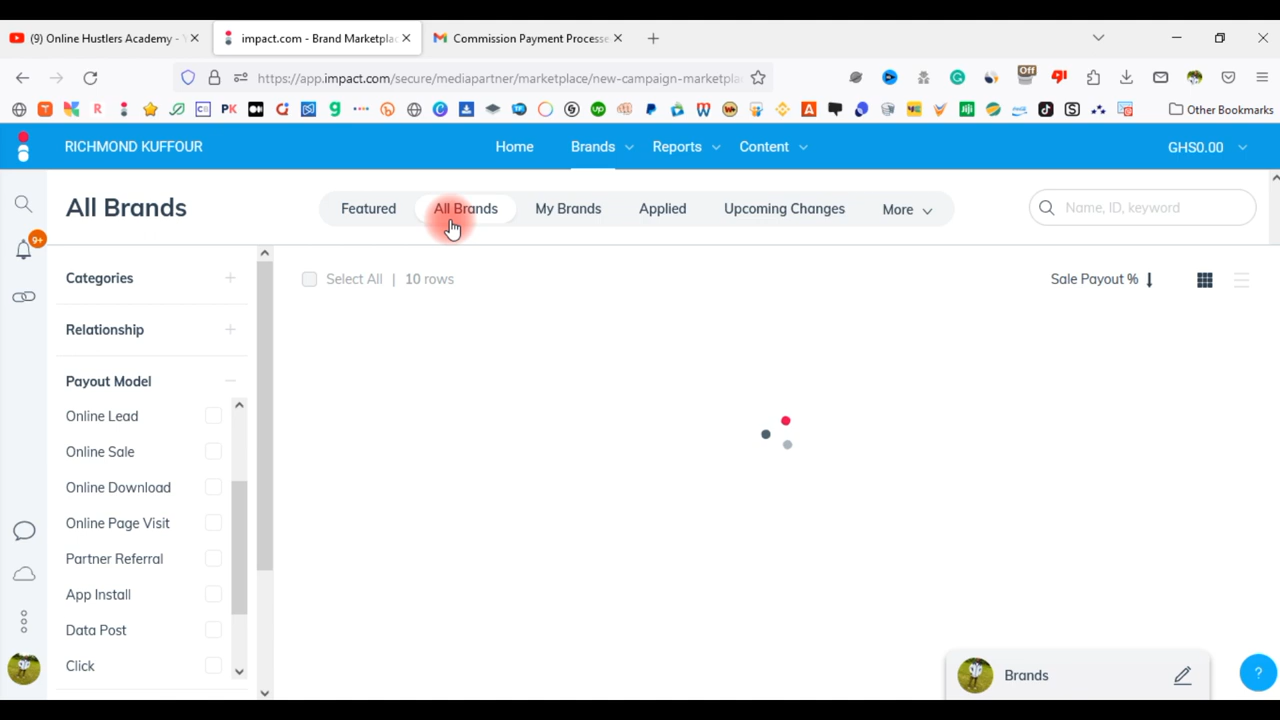 (9) Online Hustlers Academy -
impact.com - Brand Marketplac
Commission Payment Processe
https://app.impact.com/secure/mediapartner/marketplace/new-campaign-marketpla
Off
Other Bookmarks
RICHMOND KUFFOUR
Home
Brands
Reports
Content
GHS0.00
All Brands
Featured
All Brands
My Brands
Applied
Upcoming Changes
More
Name, ID, keyword
9+
Categories
Select All | 10 rows
Sale Payout %
Relationship
Payout Model
Online Lead
Online Sale
Online Download
Online Page Visit
Partner Referral
App Install
Data Post
Click
Brands
?